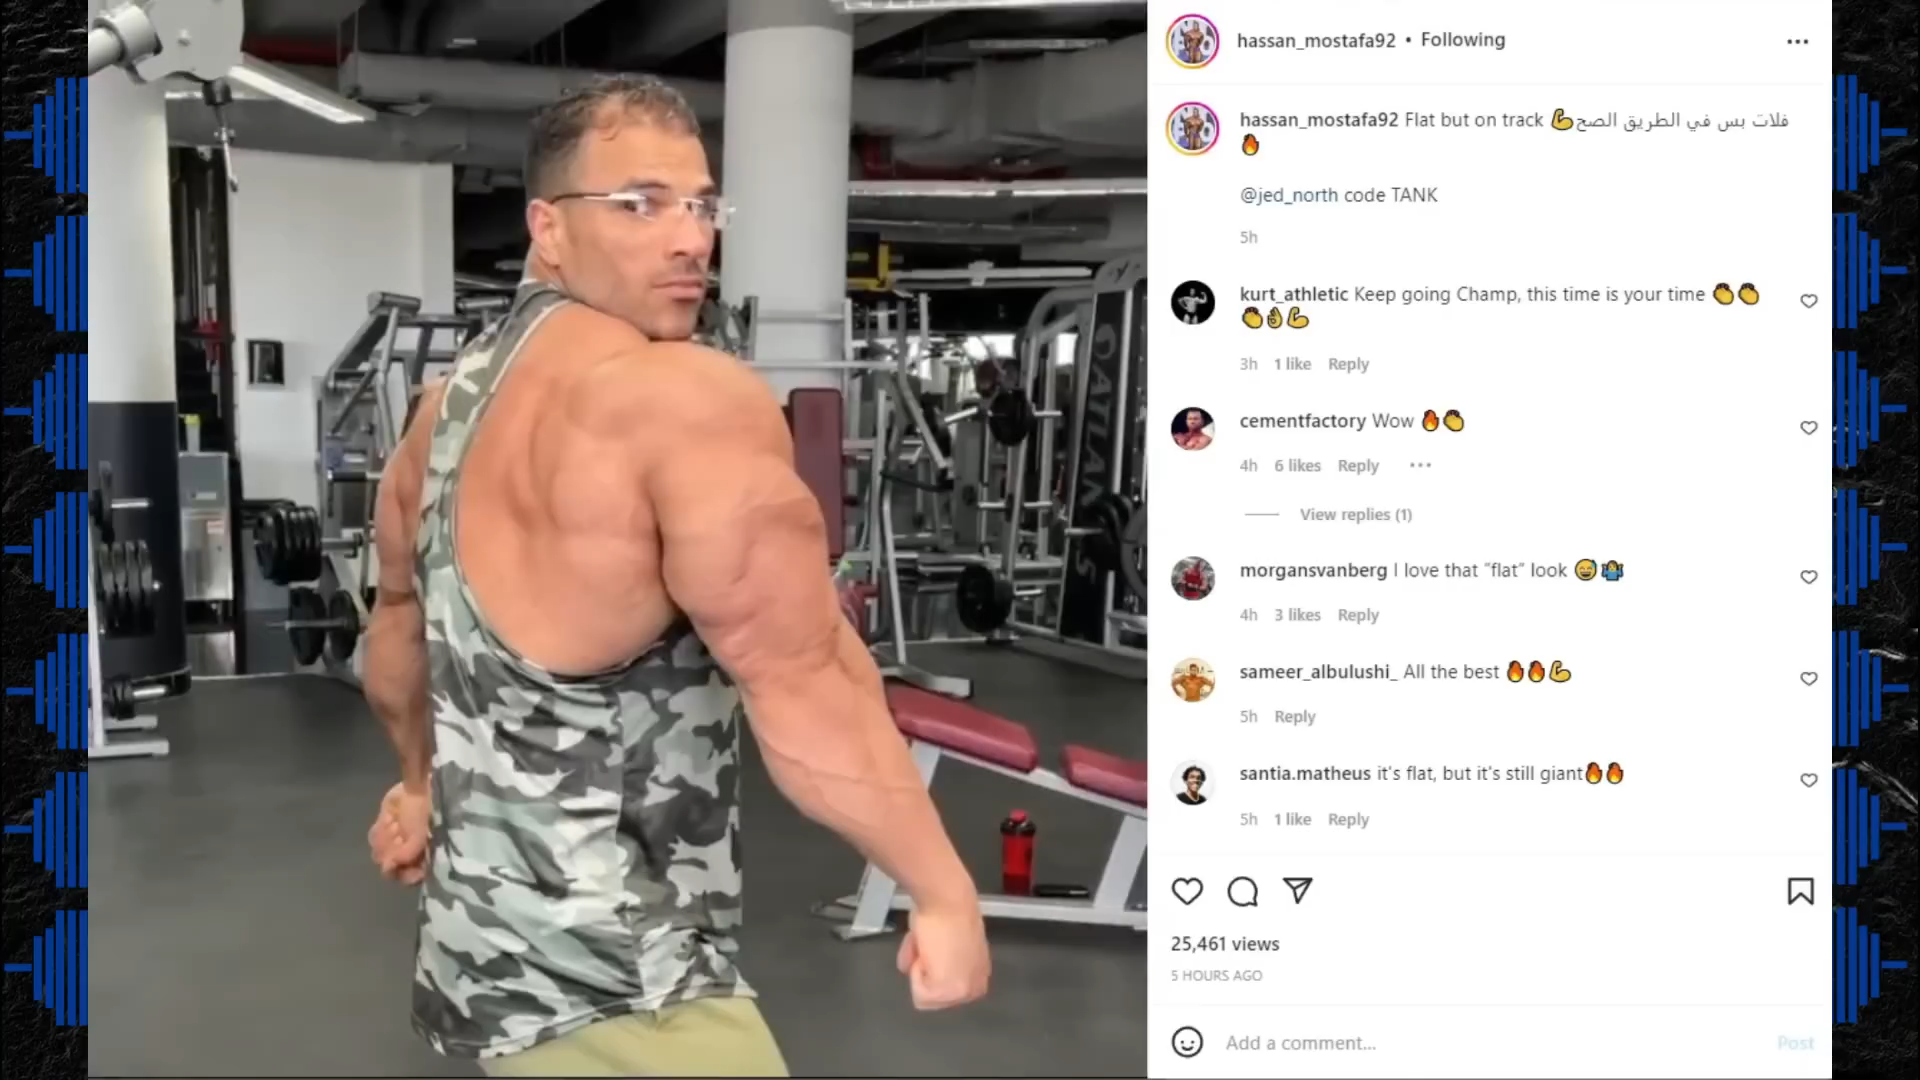 hassan_mostafa92 • Following
hassan_mostafa92 Flat but on track 💪فلات بس في الطريق الصح
🔥
@jed_north code TANK
5h
kurt_athletic Keep going Champ, this time is your time 👏👏
👏👌💪
3h 1 like Reply
cementfactory Wow 🔥👏
4h 6 likes Reply •••
View replies (1)
morgansvanberg I love that "flat" look 😅🤷‍♂️
4h 3 likes Reply
sameer_albulushi_ All the best 🔥🔥💪
5h Reply
santia.matheus it's flat, but it's still giant🔥🔥
5h 1 like Reply
25,461 views
5 HOURS AGO
Add a comment... Post